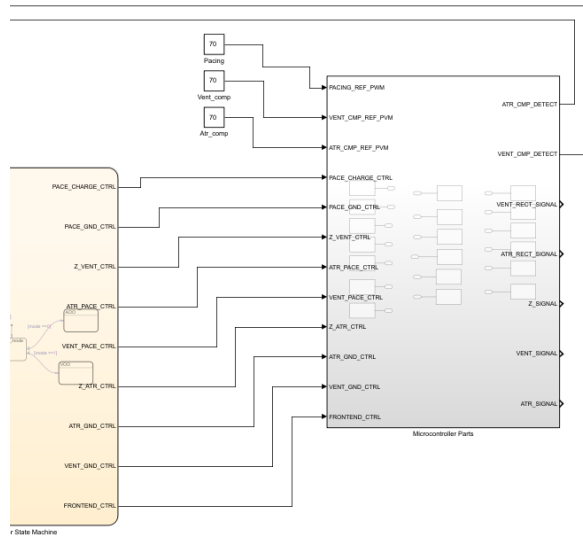 70
Pacing
70
Vent_comp
70
Atr_comp
PACING_REF_PWM
VENT_CMP_REF_PVM
ATR_CMP_REF_PVM
PACE_CHARGE_CTRL
PACE_GND_CTRL
Z_VENT_CTRL
ATR_PACE_CTRL
VENT_PACE_CTRL
Z_ATR_CTRL
ATR_GND_CTRL
VENT_GND_CTRL
FRONTEND_CTRL
ATR_CMP_DETECT
VENT_CMP_DETECT
VENT_RECT_SIGNAL
ATR_RECT_SIGNAL
Z_SIGNAL
VENT_SIGNAL
ATR_SIGNAL
Microcontroller Parts
PACE_CHARGE_CTRL
PACE_GND_CTRL
Z_VENT_CTRL
ATR_PACE_CTRL
VENT_PACE_CTRL
Z_ATR_CTRL
ATR_GND_CTRL
VENT_GND_CTRL
FRONTEND_CTRL
r State Machine